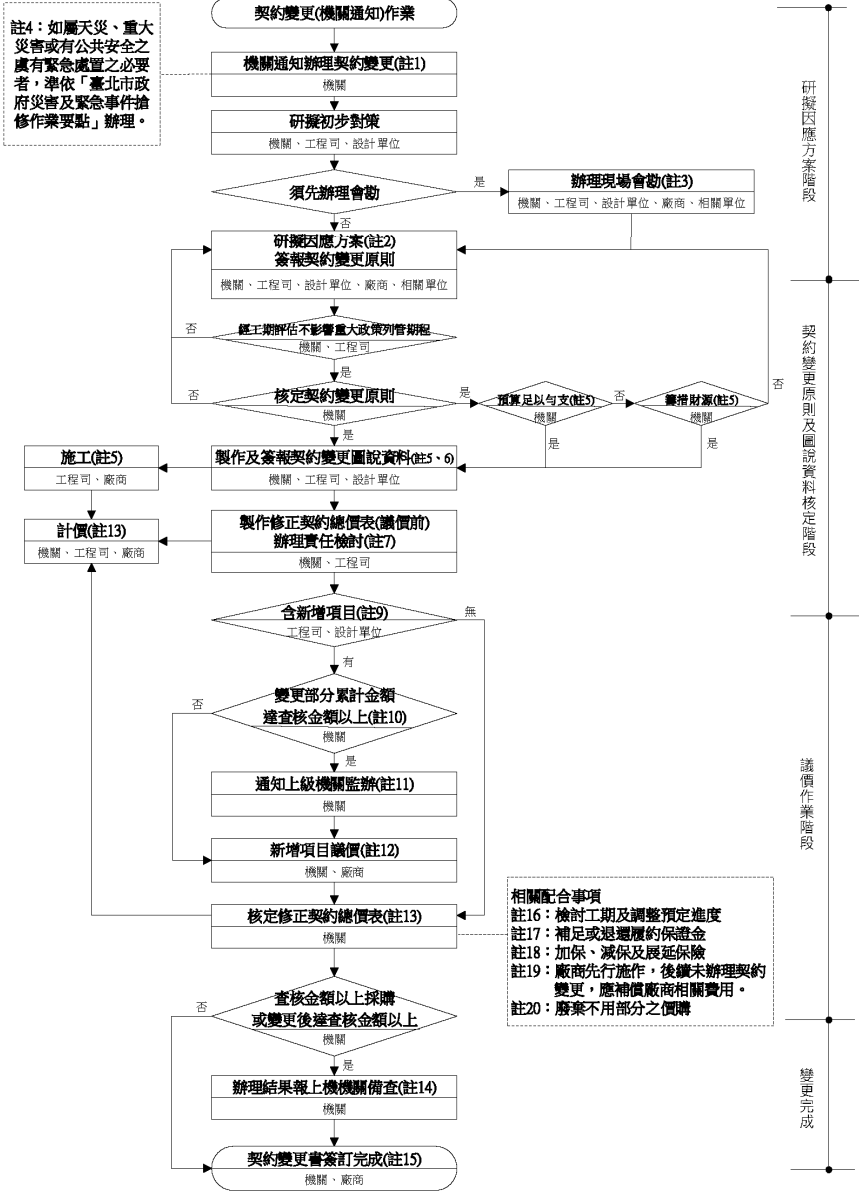 契約變更(機關通知)作業
註4：如屬天災、重大
災害或有公共安全之
虞有緊急處置之必要
者，準依「臺北市政
府災害及緊急事件搶
修作業要點」辦理。
機關通知辦理契約變更(註1)
機關
研擬初步對策
機關、工程司、設計單位
須先辦理會勘
是
否
辦理現場會勘(註3)
機關、工程司、設計單位、廠商、相關單位
研擬因應方案階段
研擬因應方案(註2)
簽報契約變更原則
機關、工程司、設計單位、廠商、相關單位
否
經工期評估不影響重大政策列管期程
機關、工程司
是
否
核定契約變更原則
機關
是
是
預算足以勻支(註5)
機關
否
是
籌措財源(註5)
機關
否
是
契約變更原則及圖說資料核定階段
施工(註5)
工程司、廠商
製作及簽報契約變更圖說資料(註5、6)
機關、工程司、設計單位
計價(註13)
機關、工程司、廠商
製作修正契約總價表(議價前)
辦理責任檢討(註7)
機關、工程司
含新增項目(註9)
工程司、設計單位
無
有
變更部分累計金額
達查核金額以上(註10)
機關
否
是
通知上級機關監辦(註11)
機關
新增項目議價(註12)
機關、廠商
議價作業階段
核定修正契約總價表(註13)
機關
相關配合事項
註16：檢討工期及調整預定進度
註17：補足或退還履約保證金
註18：加保、減保及展延保險
註19：廠商先行施作，後續未辦理契約
變更，應補償廠商相關費用。
註20：廢棄不用部分之價購
查核金額以上採購
或變更後達查核金額以上
機關
否
是
辦理結果報上機機關備查(註14)
機關
變更完成
契約變更書簽訂完成(註15)
機關、廠商